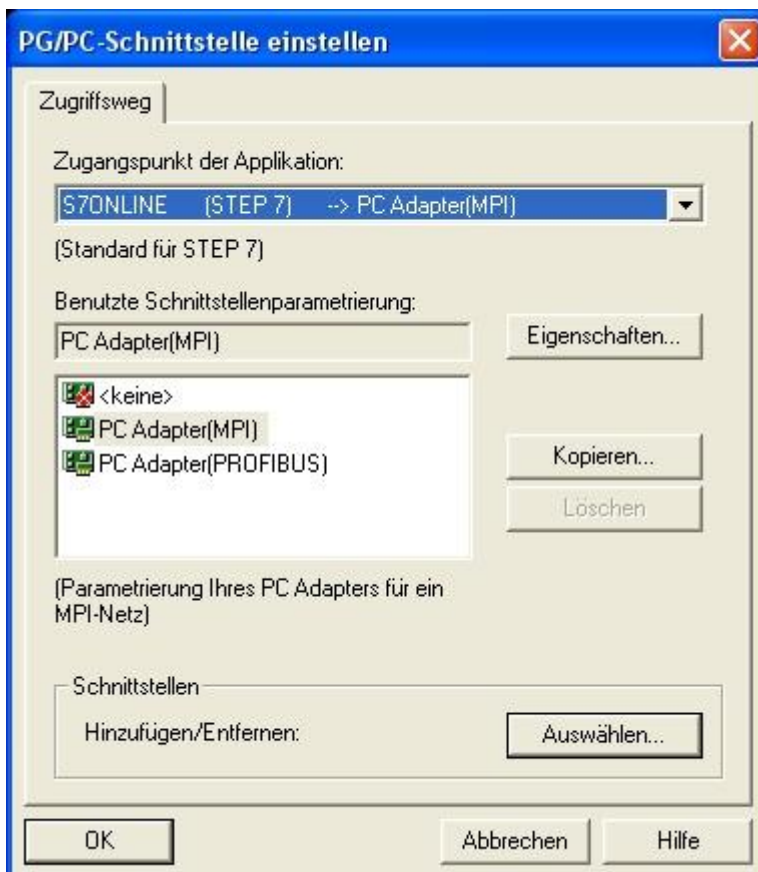 PG/PC-Schnittstelle einstellen
Zugriffsweg
Zugangspunkt der Applikation:
S7ONLINE (STEP 7) --> PC Adapter(MPI)
(Standard für STEP 7)
Benutzte Schnittstellenparametrierung:
PC Adapter(MPI)
Eigenschaften...
<keine>
PC Adapter(MPI)
PC Adapter(PROFIBUS)
Kopieren...
Löschen
(Parametrierung Ihres PC Adapters für ein
MPI-Netz)
Schnittstellen
Hinzufügen/Entfernen:
Auswählen...
OK
Abbrechen
Hilfe